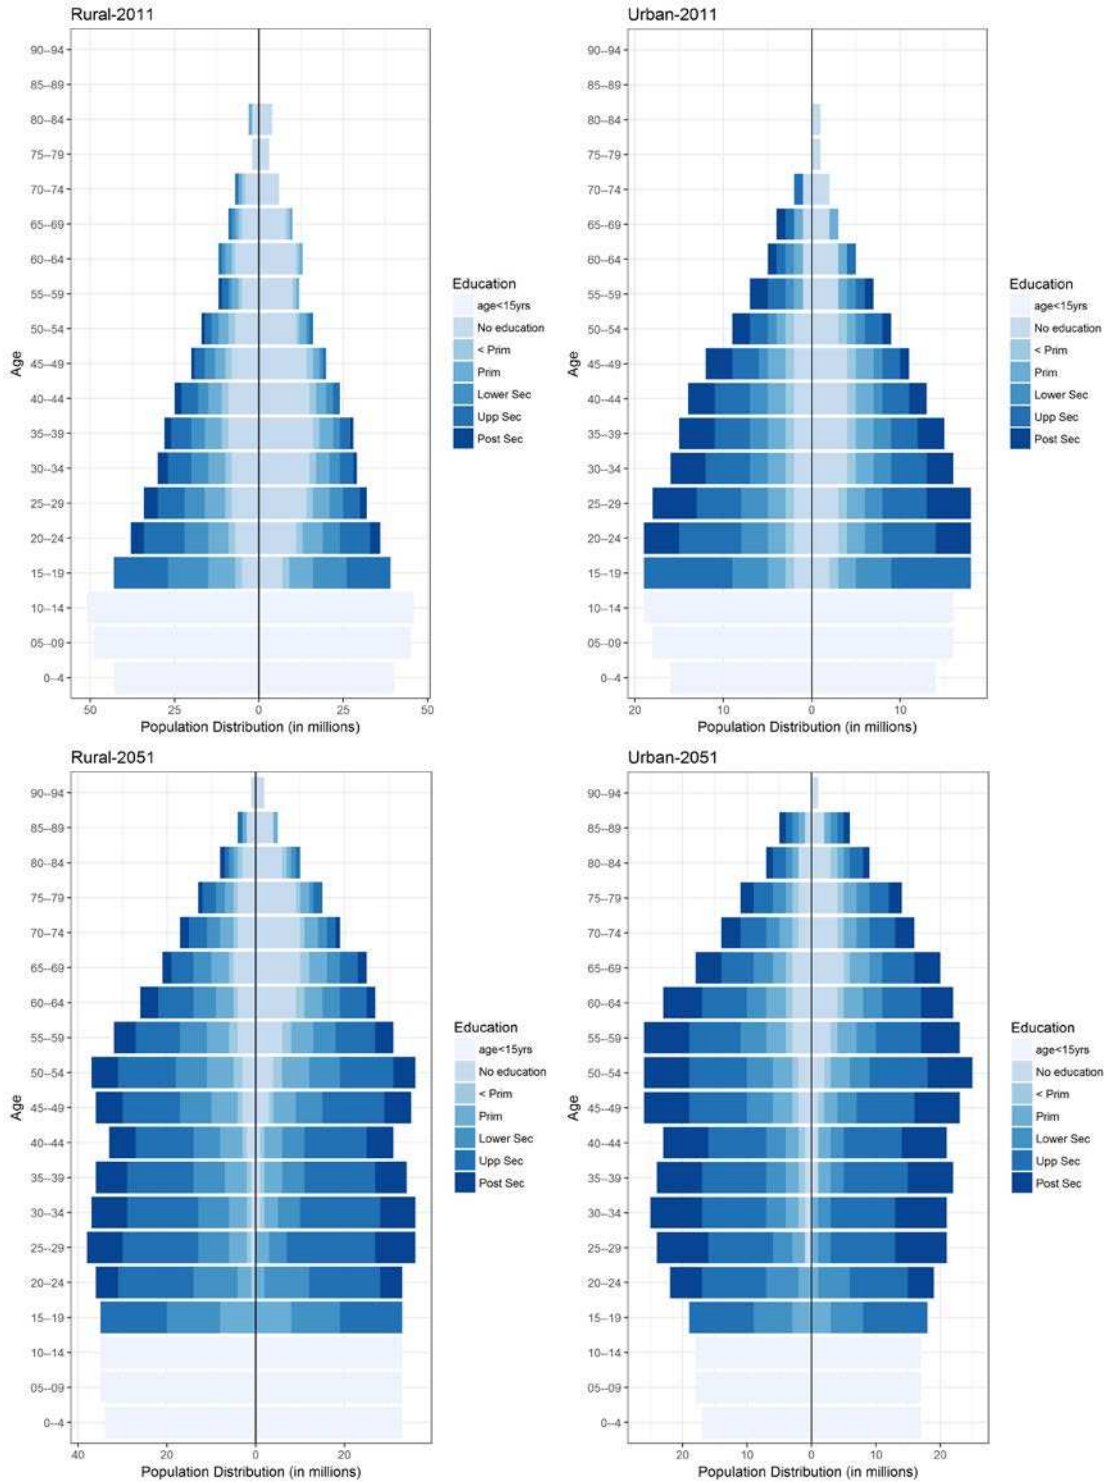 Rural-2011
90--94
85--89
80--84
75--79
70--74
65--69
60--64
55--59
50--54
45--49
40--44
35--39
30--34
25--29
20--24
15--19
10--14
05--09
0--4
Age
50 25 0 25 50
Population Distribution (in millions)
Education
age<15yrs
No education
< Prim
Prim
Lower Sec
Upp Sec
Post Sec
Urban-2011
90--94
85--89
80--84
75--79
70--74
65--69
60--64
55--59
50--54
45--49
40--44
35--39
30--34
25--29
20--24
15--19
10--14
05--09
0--4
Age
20 10 0 10
Population Distribution (in millions)
Education
age<15yrs
No education
< Prim
Prim
Lower Sec
Upp Sec
Post Sec
Rural-2051
90--94
85--89
80--84
75--79
70--74
65--69
60--64
55--59
50--54
45--49
40--44
35--39
30--34
25--29
20--24
15--19
10--14
05--09
0--4
Age
40 20 0 20
Population Distribution (in millions)
Education
age<15yrs
No education
< Prim
Prim
Lower Sec
Upp Sec
Post Sec
Urban-2051
90--94
85--89
80--84
75--79
70--74
65--69
60--64
55--59
50--54
45--49
40--44
35--39
30--34
25--29
20--24
15--19
10--14
05--09
0--4
Age
20 10 0 10 20
Population Distribution (in millions)
Education
age<15yrs
No education
< Prim
Prim
Lower Sec
Upp Sec
Post Sec